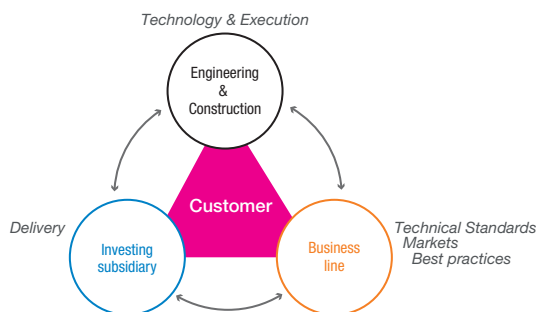 Technology & Execution
Engineering
&
Construction
Customer
Delivery
Investing
subsidiary
Business
line
Technical Standards
Markets
Best practices